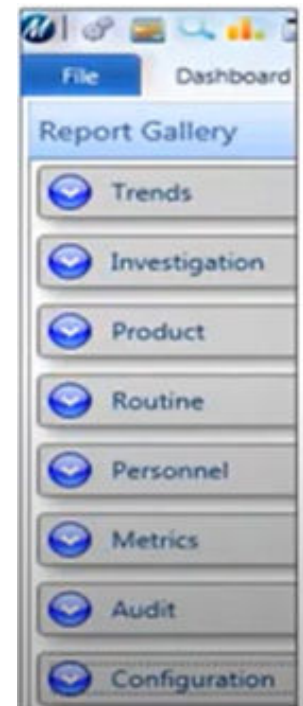 File Dashboard
Report Gallery
Trends
Investigation
Product
Routine
Personnel
Metrics
Audit
Configuration